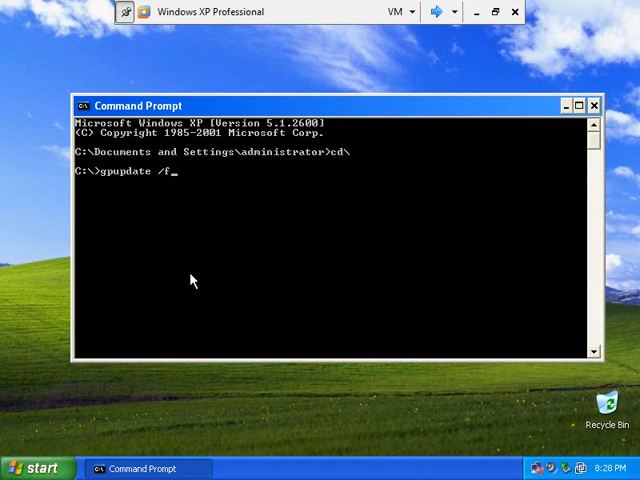 Windows XP Professional
VM
Command Prompt
Microsoft Windows XP [Version 5.1.2600]
(C) Copyright 1985-2001 Microsoft Corp.
C:\Documents and Settings\administrator>cd\
C:\>gpupdate /f_
Recycle Bin
start
Command Prompt
8:28 PM